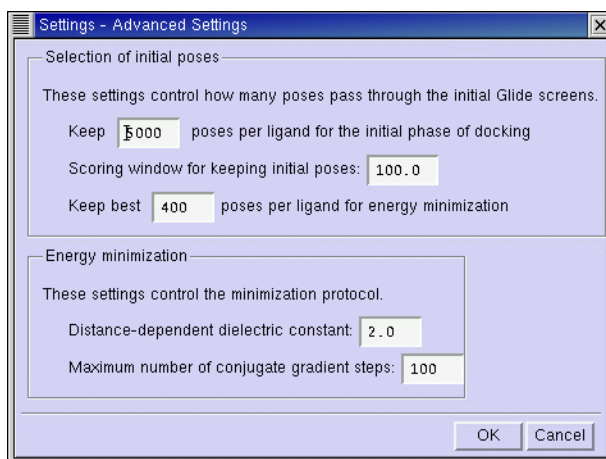 Settings - Advanced Settings
Selection of initial poses
These settings control how many poses pass through the initial Glide screens.
Keep 5000 poses per ligand for the initial phase of docking
Scoring window for keeping initial poses: 100.0
Keep best 400 poses per ligand for energy minimization
Energy minimization
These settings control the minimization protocol.
Distance-dependent dielectric constant: 2.0
Maximum number of conjugate gradient steps: 100
OK Cancel